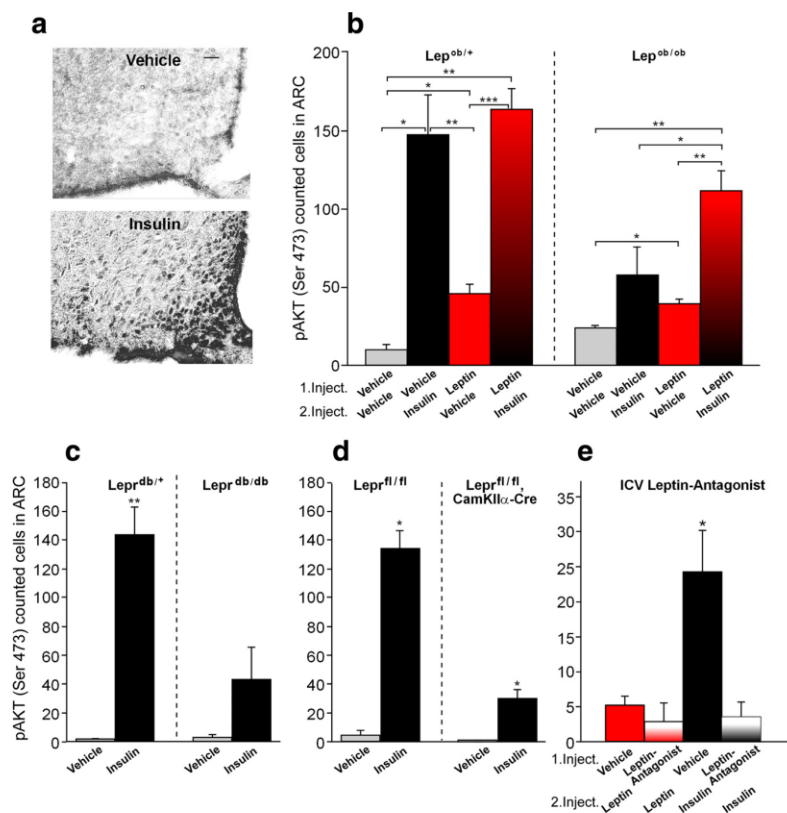 a
Vehicle
Insulin
b
Lep ob/+
Lep ob/ob
pAKT (Ser 473) counted cells in ARC
200
150
100
50
0
**
*
***
*
**
**
*
**
*
1.Inject.
Vehicle
Vehicle
Leptin
Leptin
Vehicle
Vehicle
Leptin
Leptin
2.Inject.
Vehicle
Insulin
Vehicle
Insulin
Vehicle
Insulin
Vehicle
Insulin
c
Lepr db/+
Lepr db/db
pAKT (Ser 473) counted cells in ARC
180
160
140
120
100
80
60
40
20
0
**
Vehicle
Insulin
Vehicle
Insulin
d
Lepr fl/fl
Lepr fl/fl,
CamKIIα-Cre
180
160
140
120
100
80
60
40
20
0
*
*
Vehicle
Insulin
Vehicle
Insulin
e
ICV Leptin-Antagonist
35
30
25
20
15
10
5
0
*
1.Inject.
Vehicle
Leptin-
Antagonist
Vehicle
Leptin-
Antagonist
2.Inject.
Leptin
Leptin
Insulin
Insulin